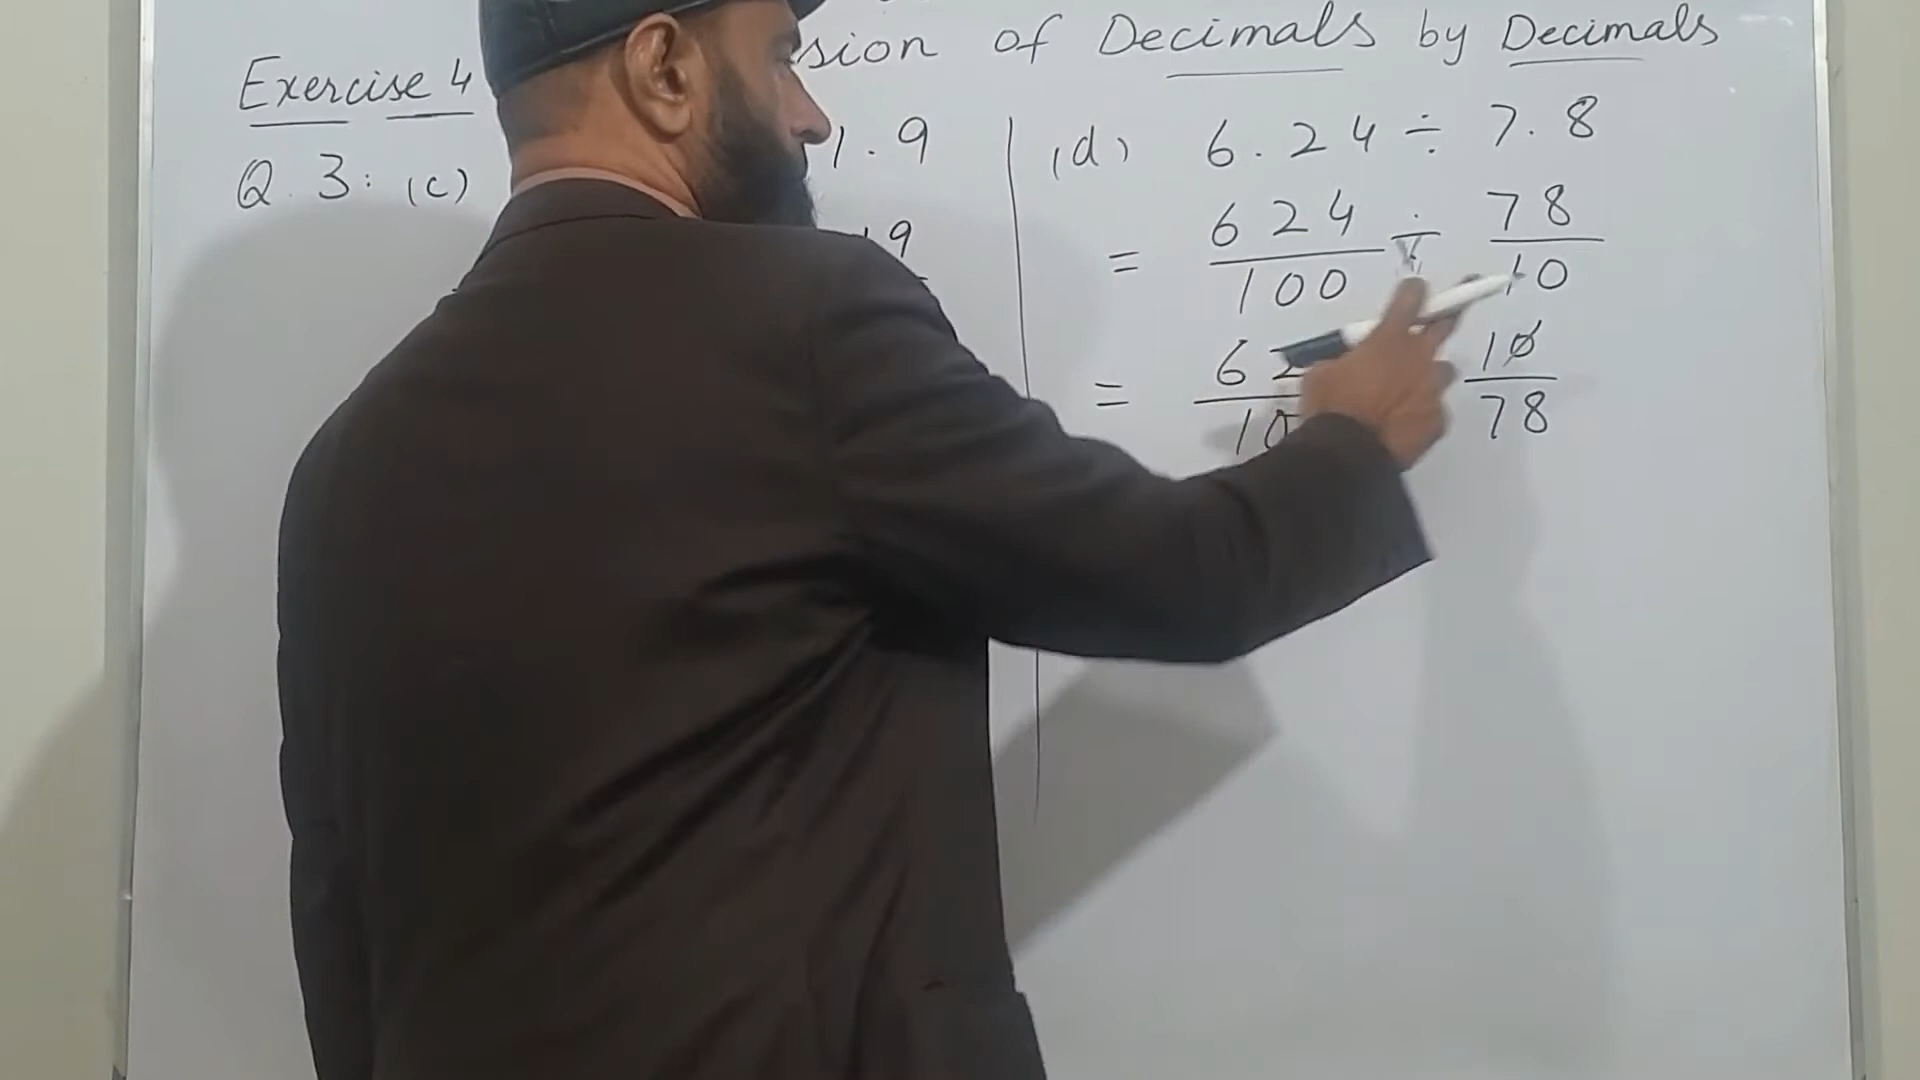 sion of Decimals by Decimals
Exercise 4
Q. 3: (c) 1.9
19
(d) 6.24 ÷ 7.8
= 624/100 ÷ 78/10
= 62 10/78
10